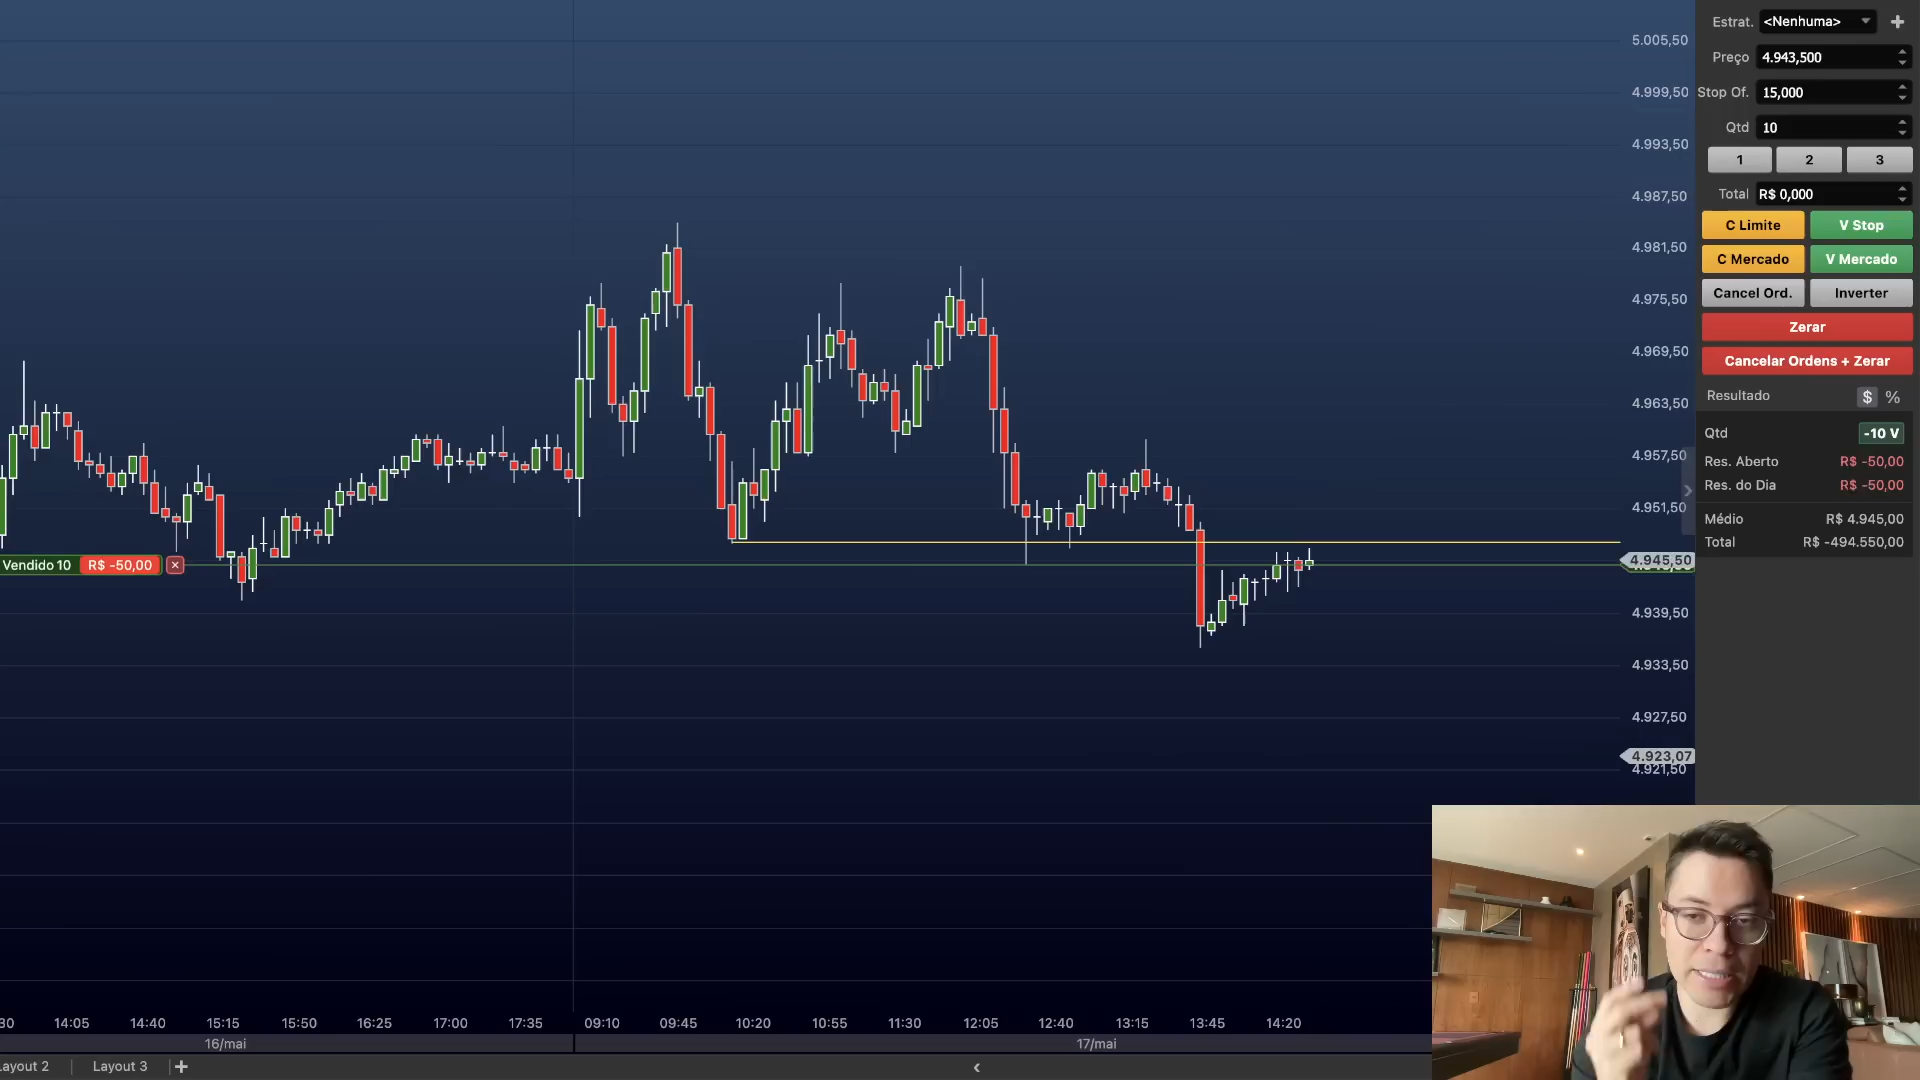 Estrat. <Nenhuma>
Preço 4.943,500
Stop Of. 15,000
Qtd 10
1 2 3
Total R$ 0,000
C Limite V Stop
C Mercado V Mercado
Cancel Ord. Inverter
Zerar
Cancelar Ordens + Zerar
Resultado $ %
Qtd -10 V
Res. Aberto R$ -50,00
Res. do Dia R$ -50,00
Médio R$ 4.945,00
Total R$ -494.550,00
5.005,50
4.999,50
4.993,50
4.987,50
4.981,50
4.975,50
4.969,50
4.963,50
4.957,50
4.951,50
4.945,50
4.939,50
4.933,50
4.927,50
4.923,07
4.921,50
Vendido 10 R$ -50,00
30 14:05 14:40 15:15 15:50 16:25 17:00 17:35 09:10 09:45 10:20 10:55 11:30 12:05 12:40 13:15 13:45 14:20
16/mai 17/mai
ayout 2 Layout 3